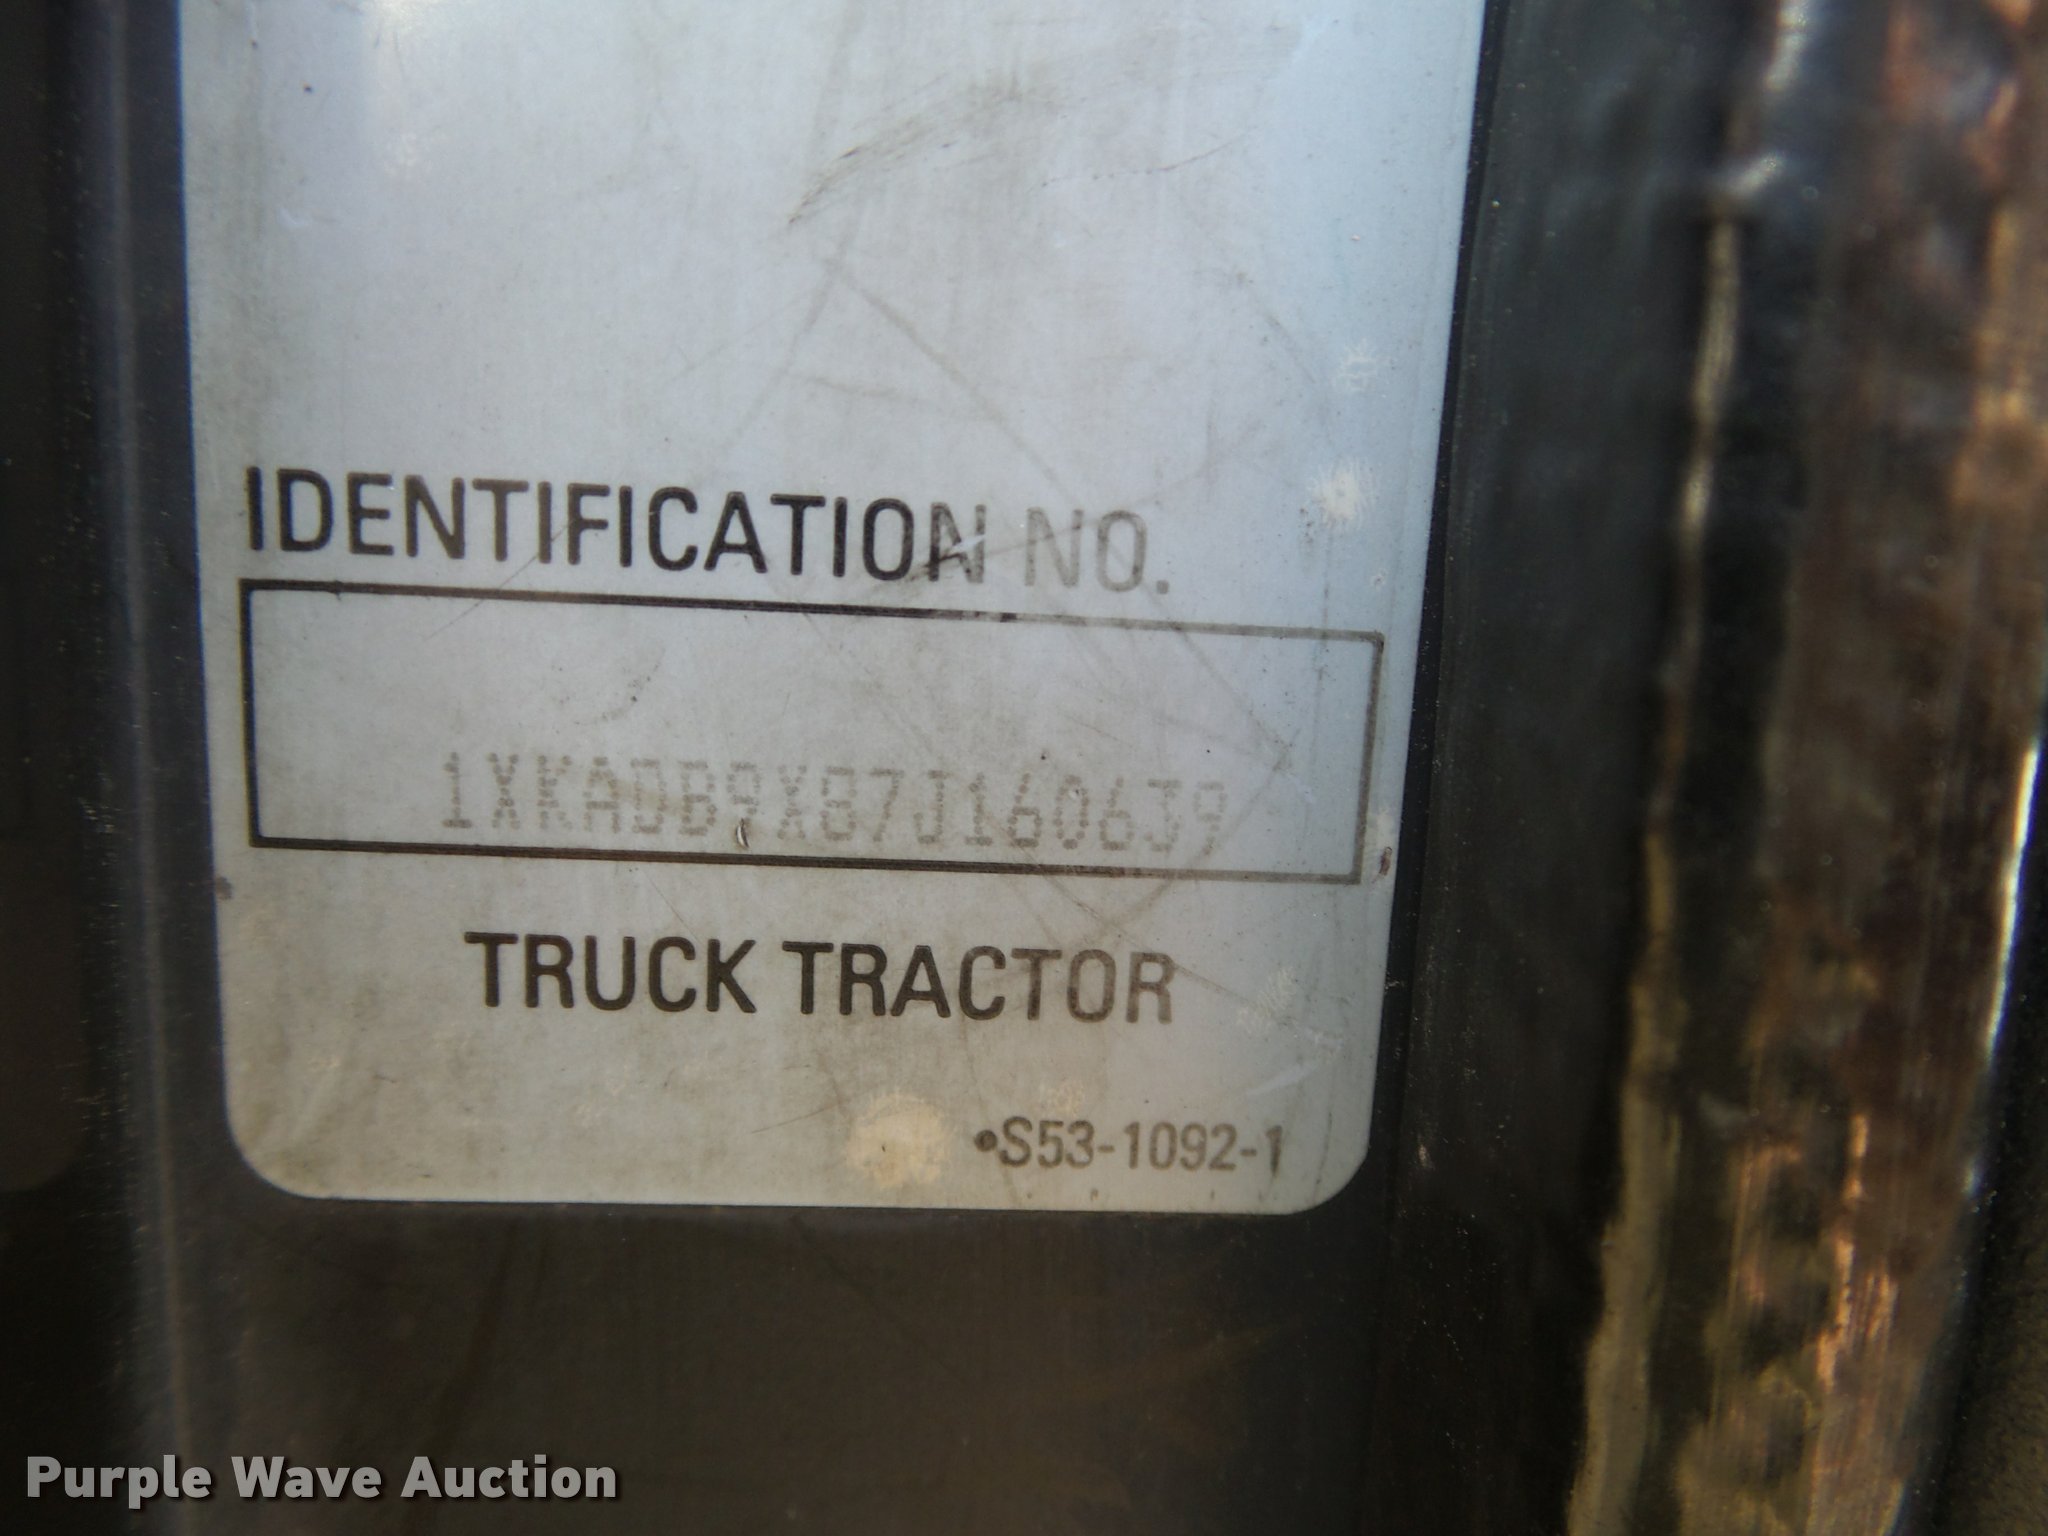 IDENTIFICATION NO.
1XKADB9X87J160639
TRUCK TRACTOR
•S53-1092-1
Purple Wave Auction